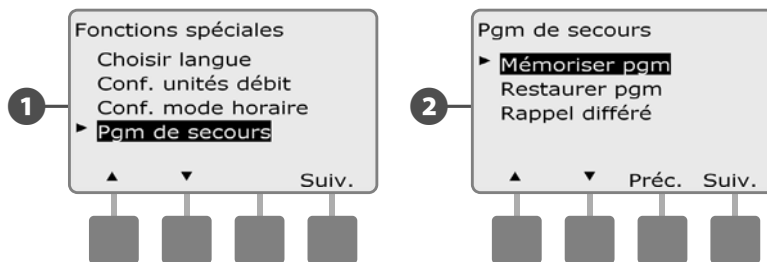 1
Fonctions spéciales
Choisir langue
Conf. unités débit
Conf. mode horaire
► Pgm de secours
▲ ▼ Suiv.
2
Pgm de secours
► Mémoriser pgm
Restaurer pgm
Rappel différé
▲ ▼ Préc. Suiv.